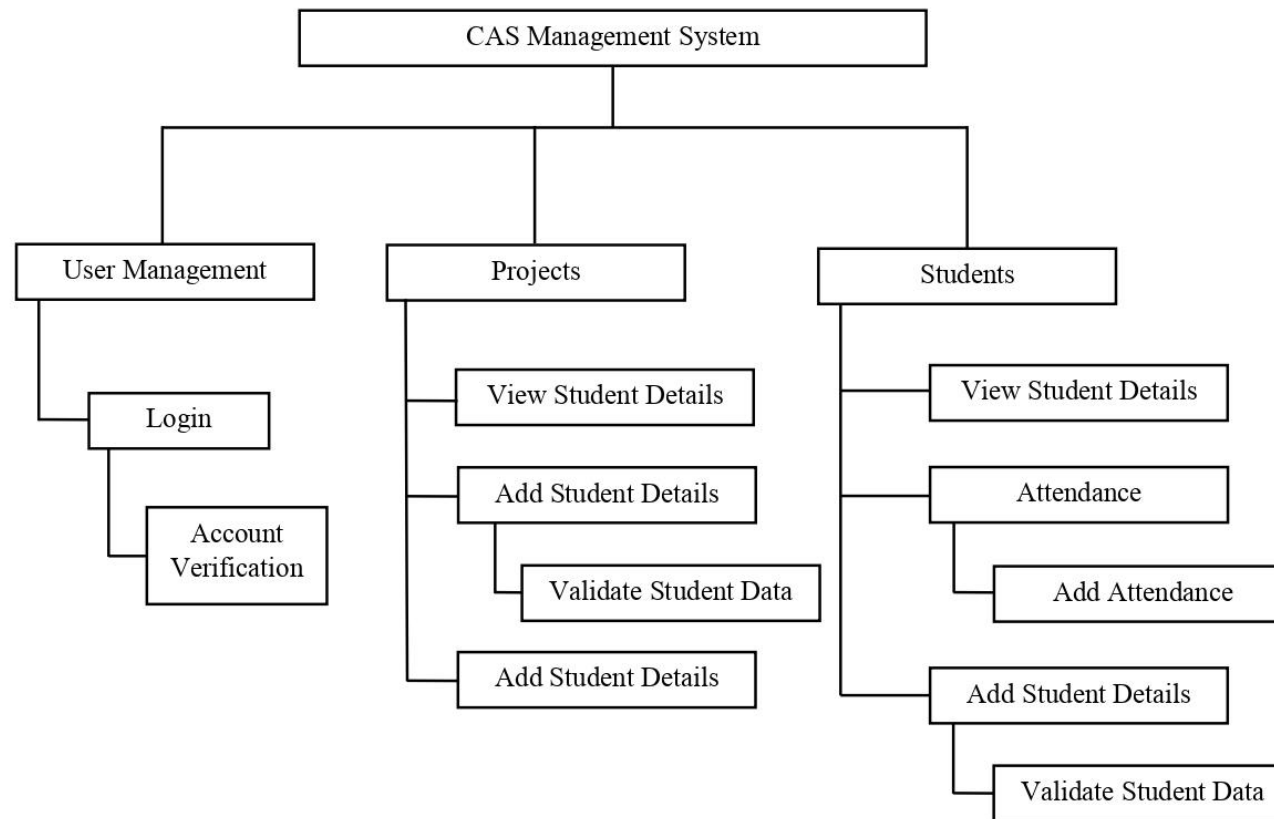 CAS Management System
User Management
Login
Account
Verification
Projects
View Student Details
Add Student Details
Validate Student Data
Add Student Details
Students
View Student Details
Attendance
Add Attendance
Add Student Details
Validate Student Data